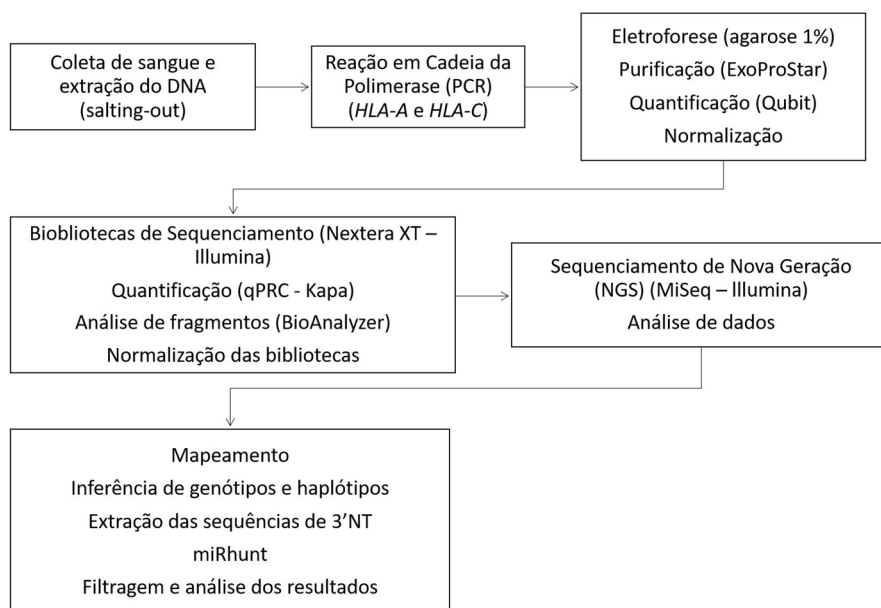 Coleta de sangue e
extração do DNA
(salting-out)
Reação em Cadeia da
Polimerase (PCR)
(HLA-A e HLA-C)
Eletroforese (agarose 1%)
Purificação (ExoProStar)
Quantificação (Qubit)
Normalização
Biobliotecas de Sequenciamento (Nextera XT –
Illumina)
Quantificação (qPRC - Kapa)
Análise de fragmentos (BioAnalyzer)
Normalização das bibliotecas
Sequenciamento de Nova Geração
(NGS) (MiSeq – Illumina)
Análise de dados
Mapeamento
Inferência de genótipos e haplótipos
Extração das sequências de 3’NT
miRhunt
Filtragem e análise dos resultados